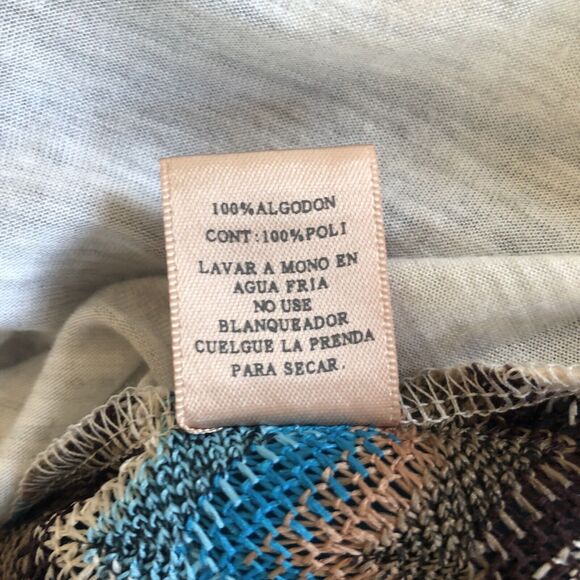 100%ALGODON
CONT:100%POLI
LAVAR A MONO EN
AGUA FRIA
NO USE
BLANQUEADOR
CUELGUE LA PRENDA
PARA SECAR.